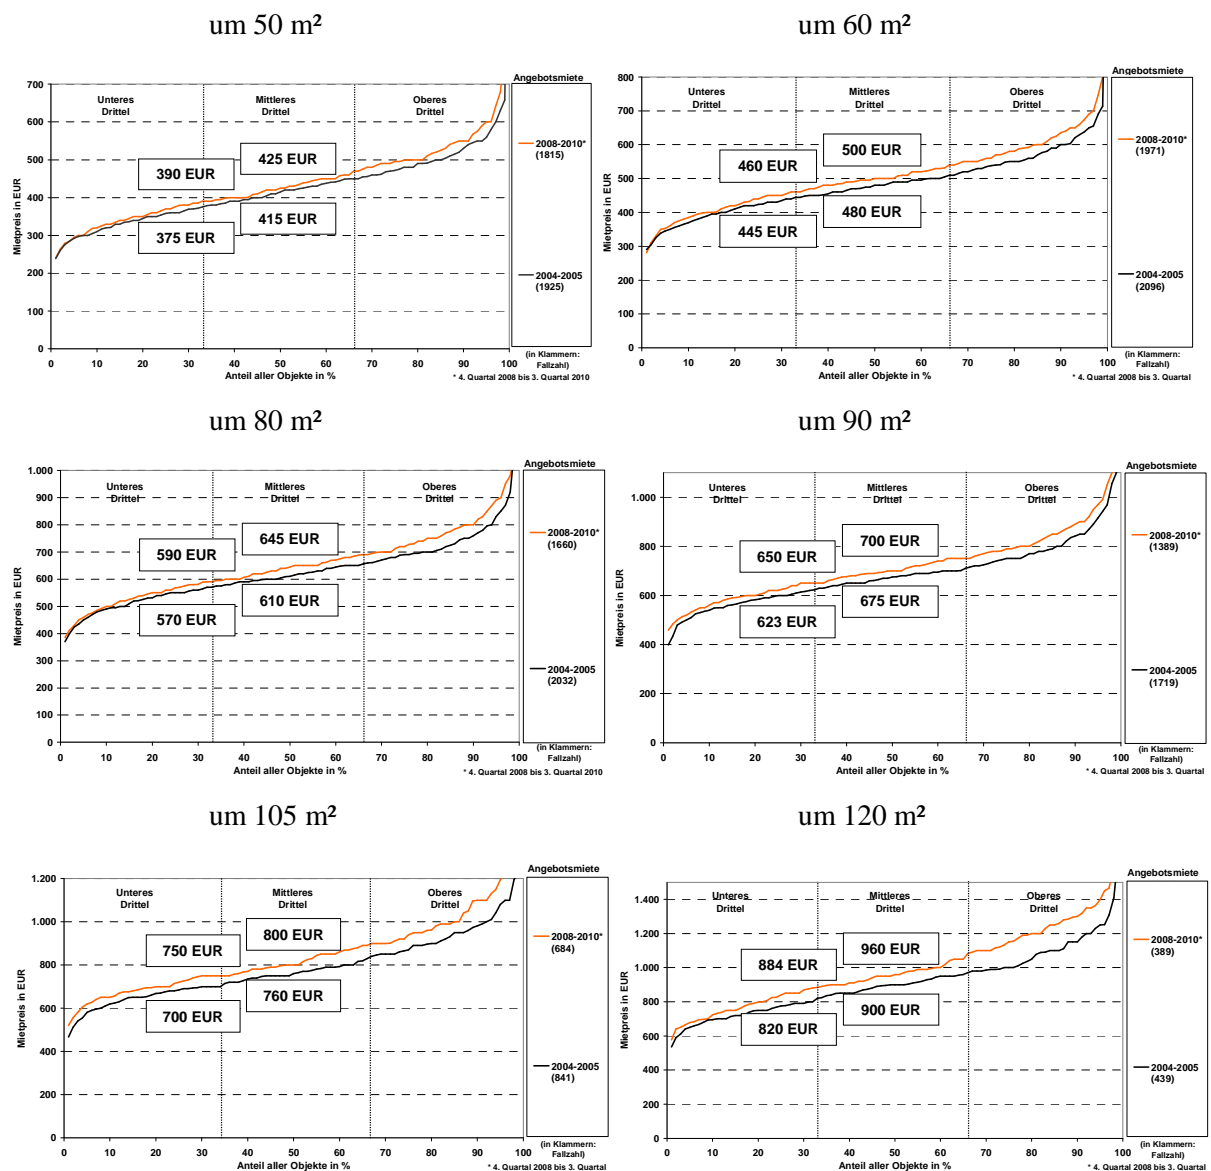 um 50 m²
um 60 m²
Angebotsmiete
700
600
500
400
300
200
100
0
Mietpreis in EUR
Unteres
Drittel
Mittleres
Drittel
Oberes
Drittel
390 EUR
425 EUR
375 EUR
415 EUR
2008-2010*
(1815)
2004-2005
(1925)
0 10 20 30 40 50 60 70 80 90 100
Anteil aller Objekte in %
(in Klammern:
Fallzahl)
* 4. Quartal 2008 bis 3. Quartal 2010
Angebotsmiete
800
700
600
500
400
300
200
100
0
Mietpreis in EUR
Unteres
Drittel
Mittleres
Drittel
Oberes
Drittel
460 EUR
500 EUR
445 EUR
480 EUR
2008-2010*
(1971)
2004-2005
(2096)
0 10 20 30 40 50 60 70 80 90 100
Anteil aller Objekte in %
(in Klammern:
Fallzahl)
* 4. Quartal 2008 bis 3. Quartal
um 80 m²
um 90 m²
Angebotsmiete
1.000
900
800
700
600
500
400
300
200
100
0
Mietpreis in EUR
Unteres
Drittel
Mittleres
Drittel
Oberes
Drittel
590 EUR
645 EUR
570 EUR
610 EUR
2008-2010*
(1660)
2004-2005
(2032)
0 10 20 30 40 50 60 70 80 90 100
Anteil aller Objekte in %
(in Klammern:
Fallzahl)
* 4. Quartal 2008 bis 3. Quartal 2010
Angebotsmiete
1.000
800
600
400
200
0
Mietpreis in EUR
Unteres
Drittel
Mittleres
Drittel
Oberes
Drittel
650 EUR
700 EUR
623 EUR
675 EUR
2008-2010*
(1389)
2004-2005
(1719)
0 10 20 30 40 50 60 70 80 90 100
Anteil aller Objekte in %
(in Klammern:
Fallzahl)
* 4. Quartal 2008 bis 3. Quartal
um 105 m²
um 120 m²
Angebotsmiete
1.200
1.000
800
600
400
200
0
Mietpreis in EUR
Unteres
Drittel
Mittleres
Drittel
Oberes
Drittel
750 EUR
800 EUR
700 EUR
760 EUR
2008-2010*
(684)
2004-2005
(841)
0 10 20 30 40 50 60 70 80 90 100
Anteil aller Objekte in %
(in Klammern:
Fallzahl)
* 4. Quartal 2008 bis 3. Quartal
Angebotsmiete
1.400
1.200
1.000
800
600
400
200
0
Mietpreis in EUR
Unteres
Drittel
Mittleres
Drittel
Oberes
Drittel
884 EUR
960 EUR
820 EUR
900 EUR
2008-2010*
(389)
2004-2005
(439)
0 10 20 30 40 50 60 70 80 90 100
Anteil aller Objekte in %
(in Klammern:
Fallzahl)
* 4. Quartal 2008 bis 3. Quartal